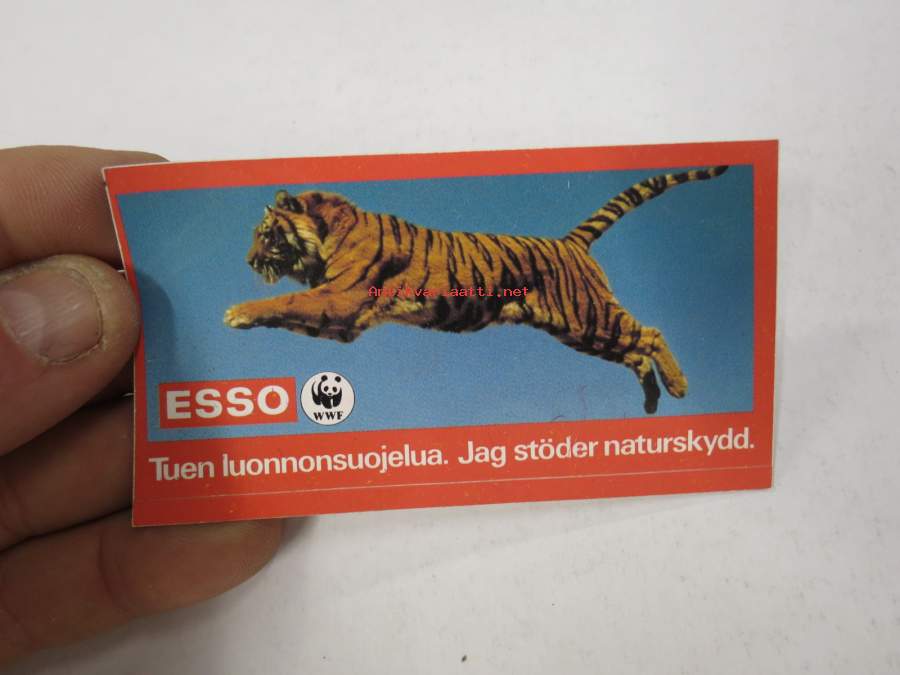 Antikvariaatti.net
ESSO
WWF
Tuen luonnonsuojelua. Jag stöder naturskydd.